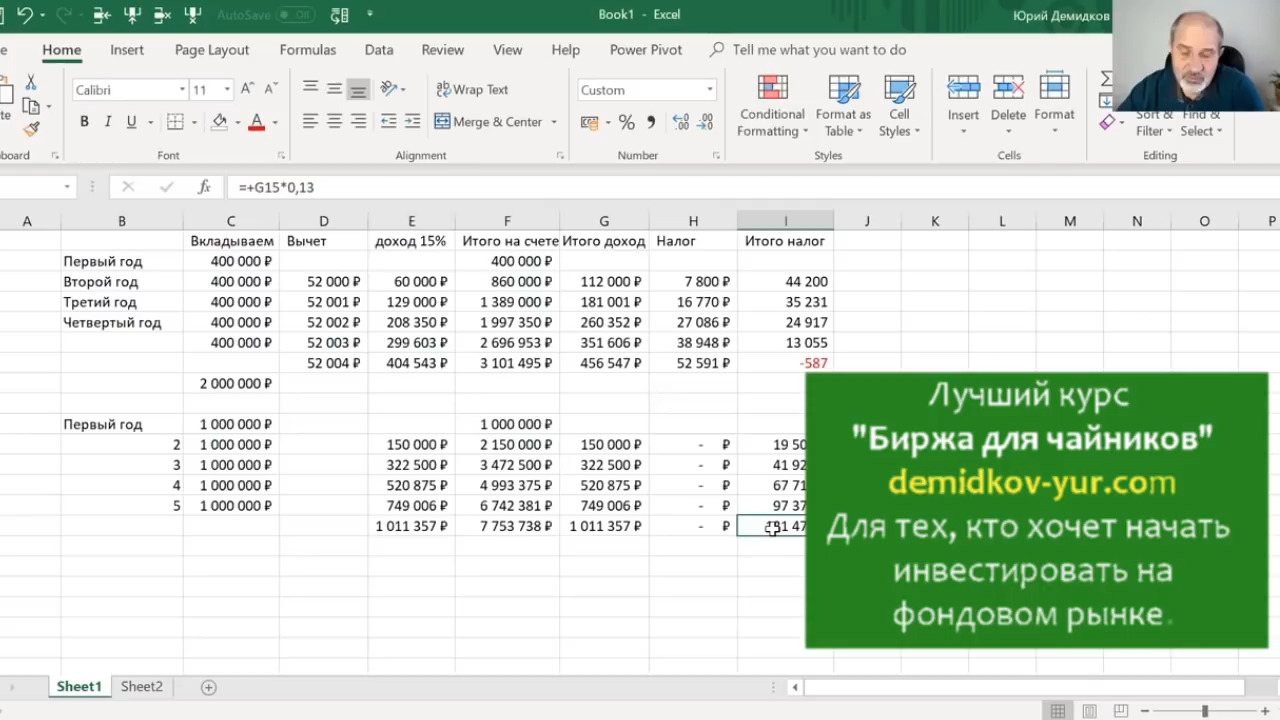 AutoSave Off
Book1 - Excel
Юрий Демидков
Home Insert Page Layout Formulas Data Review View Help Power Pivot Tell me what you want to do
Calibri 11 Wrap Text Custom
B I U A Merge & Center % Conditional Formatting Format as Table Cell Styles Insert Delete Format Sort & Filter Find & Select
Font Alignment Number Styles Cells Editing
fx =+G15*0,13
A B C D E F G H I J K L M N O P
Вкладываем Вычет доход 15% Итого на счете Итого доход Налог Итого налог
Первый год 400 000 ₽ 400 000 ₽
Второй год 400 000 ₽ 52 000 ₽ 60 000 ₽ 860 000 ₽ 112 000 ₽ 7 800 ₽ 44 200
Третий год 400 000 ₽ 52 001 ₽ 129 000 ₽ 1 389 000 ₽ 181 001 ₽ 16 770 ₽ 35 231
Четвертый год 400 000 ₽ 52 002 ₽ 208 350 ₽ 1 997 350 ₽ 260 352 ₽ 27 086 ₽ 24 917
400 000 ₽ 52 003 ₽ 299 603 ₽ 2 696 953 ₽ 351 606 ₽ 38 948 ₽ 13 055
52 004 ₽ 404 543 ₽ 3 101 495 ₽ 456 547 ₽ 52 591 ₽ -587
2 000 000 ₽
Первый год 1 000 000 ₽ 1 000 000 ₽
2 1 000 000 ₽ 150 000 ₽ 2 150 000 ₽ 150 000 ₽ - ₽
3 1 000 000 ₽ 322 500 ₽ 3 472 500 ₽ 322 500 ₽ - ₽
4 1 000 000 ₽ 520 875 ₽ 4 993 375 ₽ 520 875 ₽ - ₽
5 1 000 000 ₽ 749 006 ₽ 6 742 381 ₽ 749 006 ₽ - ₽
1 011 357 ₽ 7 753 738 ₽ 1 011 357 ₽ - ₽
Лучший курс
"Биржа для чайников"
demidkov-yur.com
Для тех, кто хочет начать
инвестировать на
фондовом рынке.
Sheet1 Sheet2